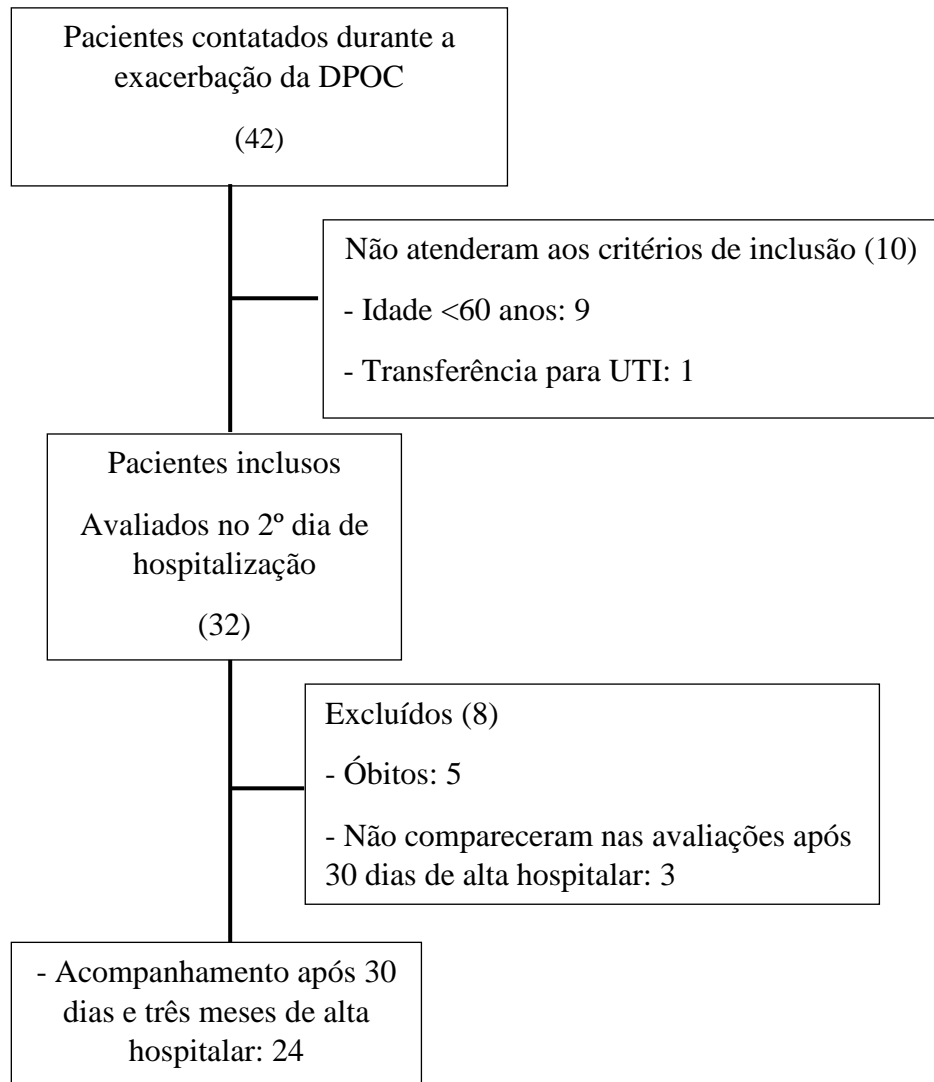 Pacientes contatados durante a
exacerbação da DPOC
(42)
Não atenderam aos critérios de inclusão (10)
- Idade <60 anos: 9
- Transferência para UTI: 1
Pacientes inclusos
Avaliados no 2º dia de
hospitalização
(32)
Excluídos (8)
- Óbitos: 5
- Não compareceram nas avaliações após
30 dias de alta hospitalar: 3
- Acompanhamento após 30
dias e três meses de alta
hospitalar: 24